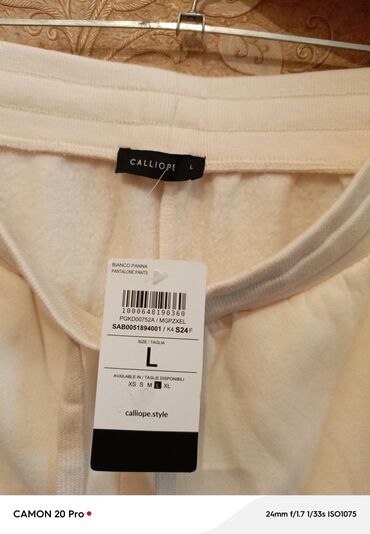 CALLIOPE L
BIANCO PANNA
PANTALONE PANTS
1000648190360
PGKD00752A / MGPZXEL
SAB0051894001 / K4 S24 F
SIZE / TAGLIA
L
AVAILABLE IN / TAGLIE DISPONIBILI
XS S M L XL
calliope.style
CAMON 20 Pro
24mm f/1.7 1/33s ISO1075